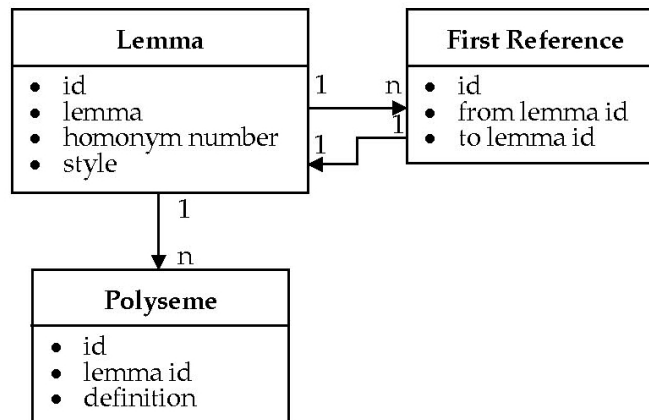 Lemma
• id
• lemma
• homonym number
• style
1
n
1
1
First Reference
• id
• from lemma id
• to lemma id
1
n
Polyseme
• id
• lemma id
• definition